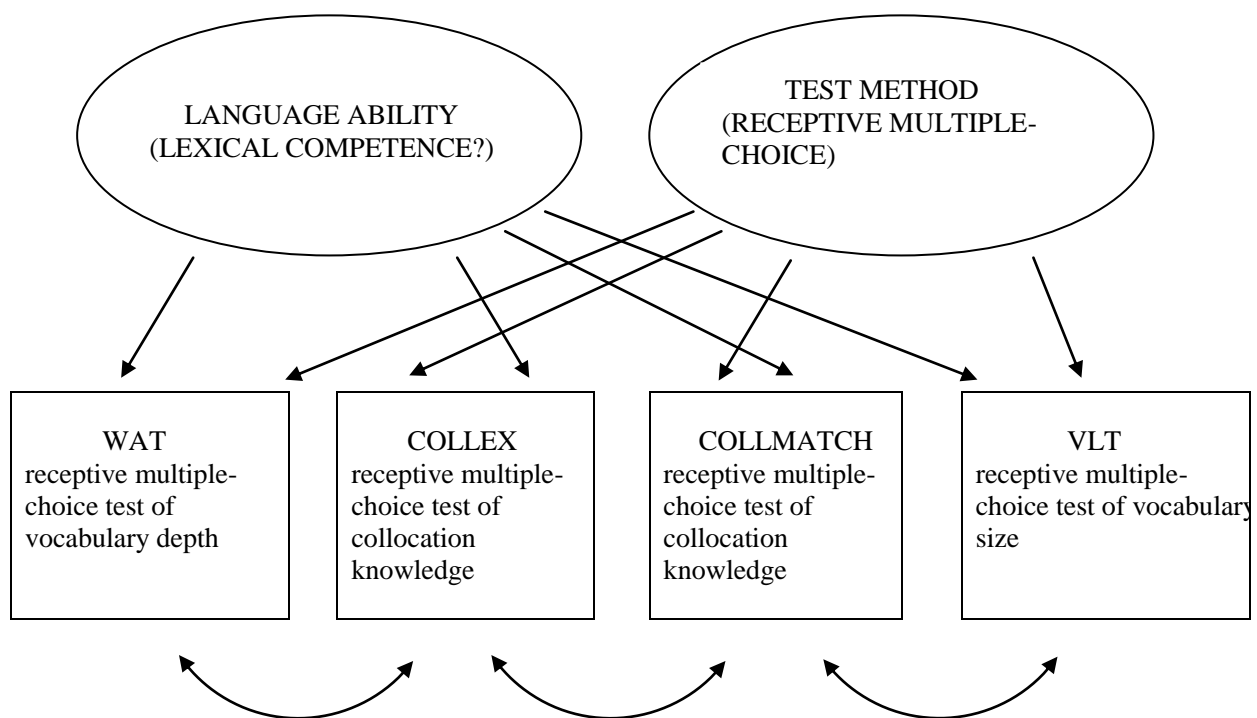 LANGUAGE ABILITY
(LEXICAL COMPETENCE?)
TEST METHOD
(RECEPTIVE MULTIPLE-
CHOICE)
WAT
receptive multiple-
choice test of
vocabulary depth
COLLEX
receptive multiple-
choice test of
collocation
knowledge
COLLMATCH
receptive multiple-
choice test of
collocation
knowledge
VLT
receptive multiple-
choice test of vocabulary
size